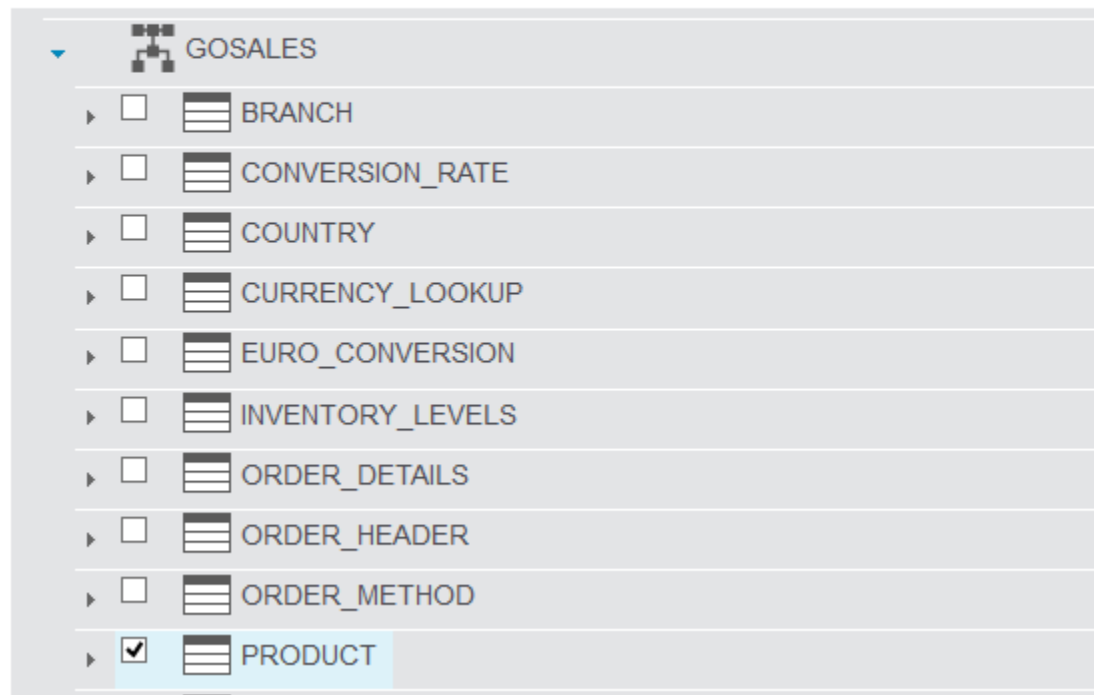 GOSALES
BRANCH
CONVERSION_RATE
COUNTRY
CURRENCY_LOOKUP
EURO_CONVERSION
INVENTORY_LEVELS
ORDER_DETAILS
ORDER_HEADER
ORDER_METHOD
PRODUCT